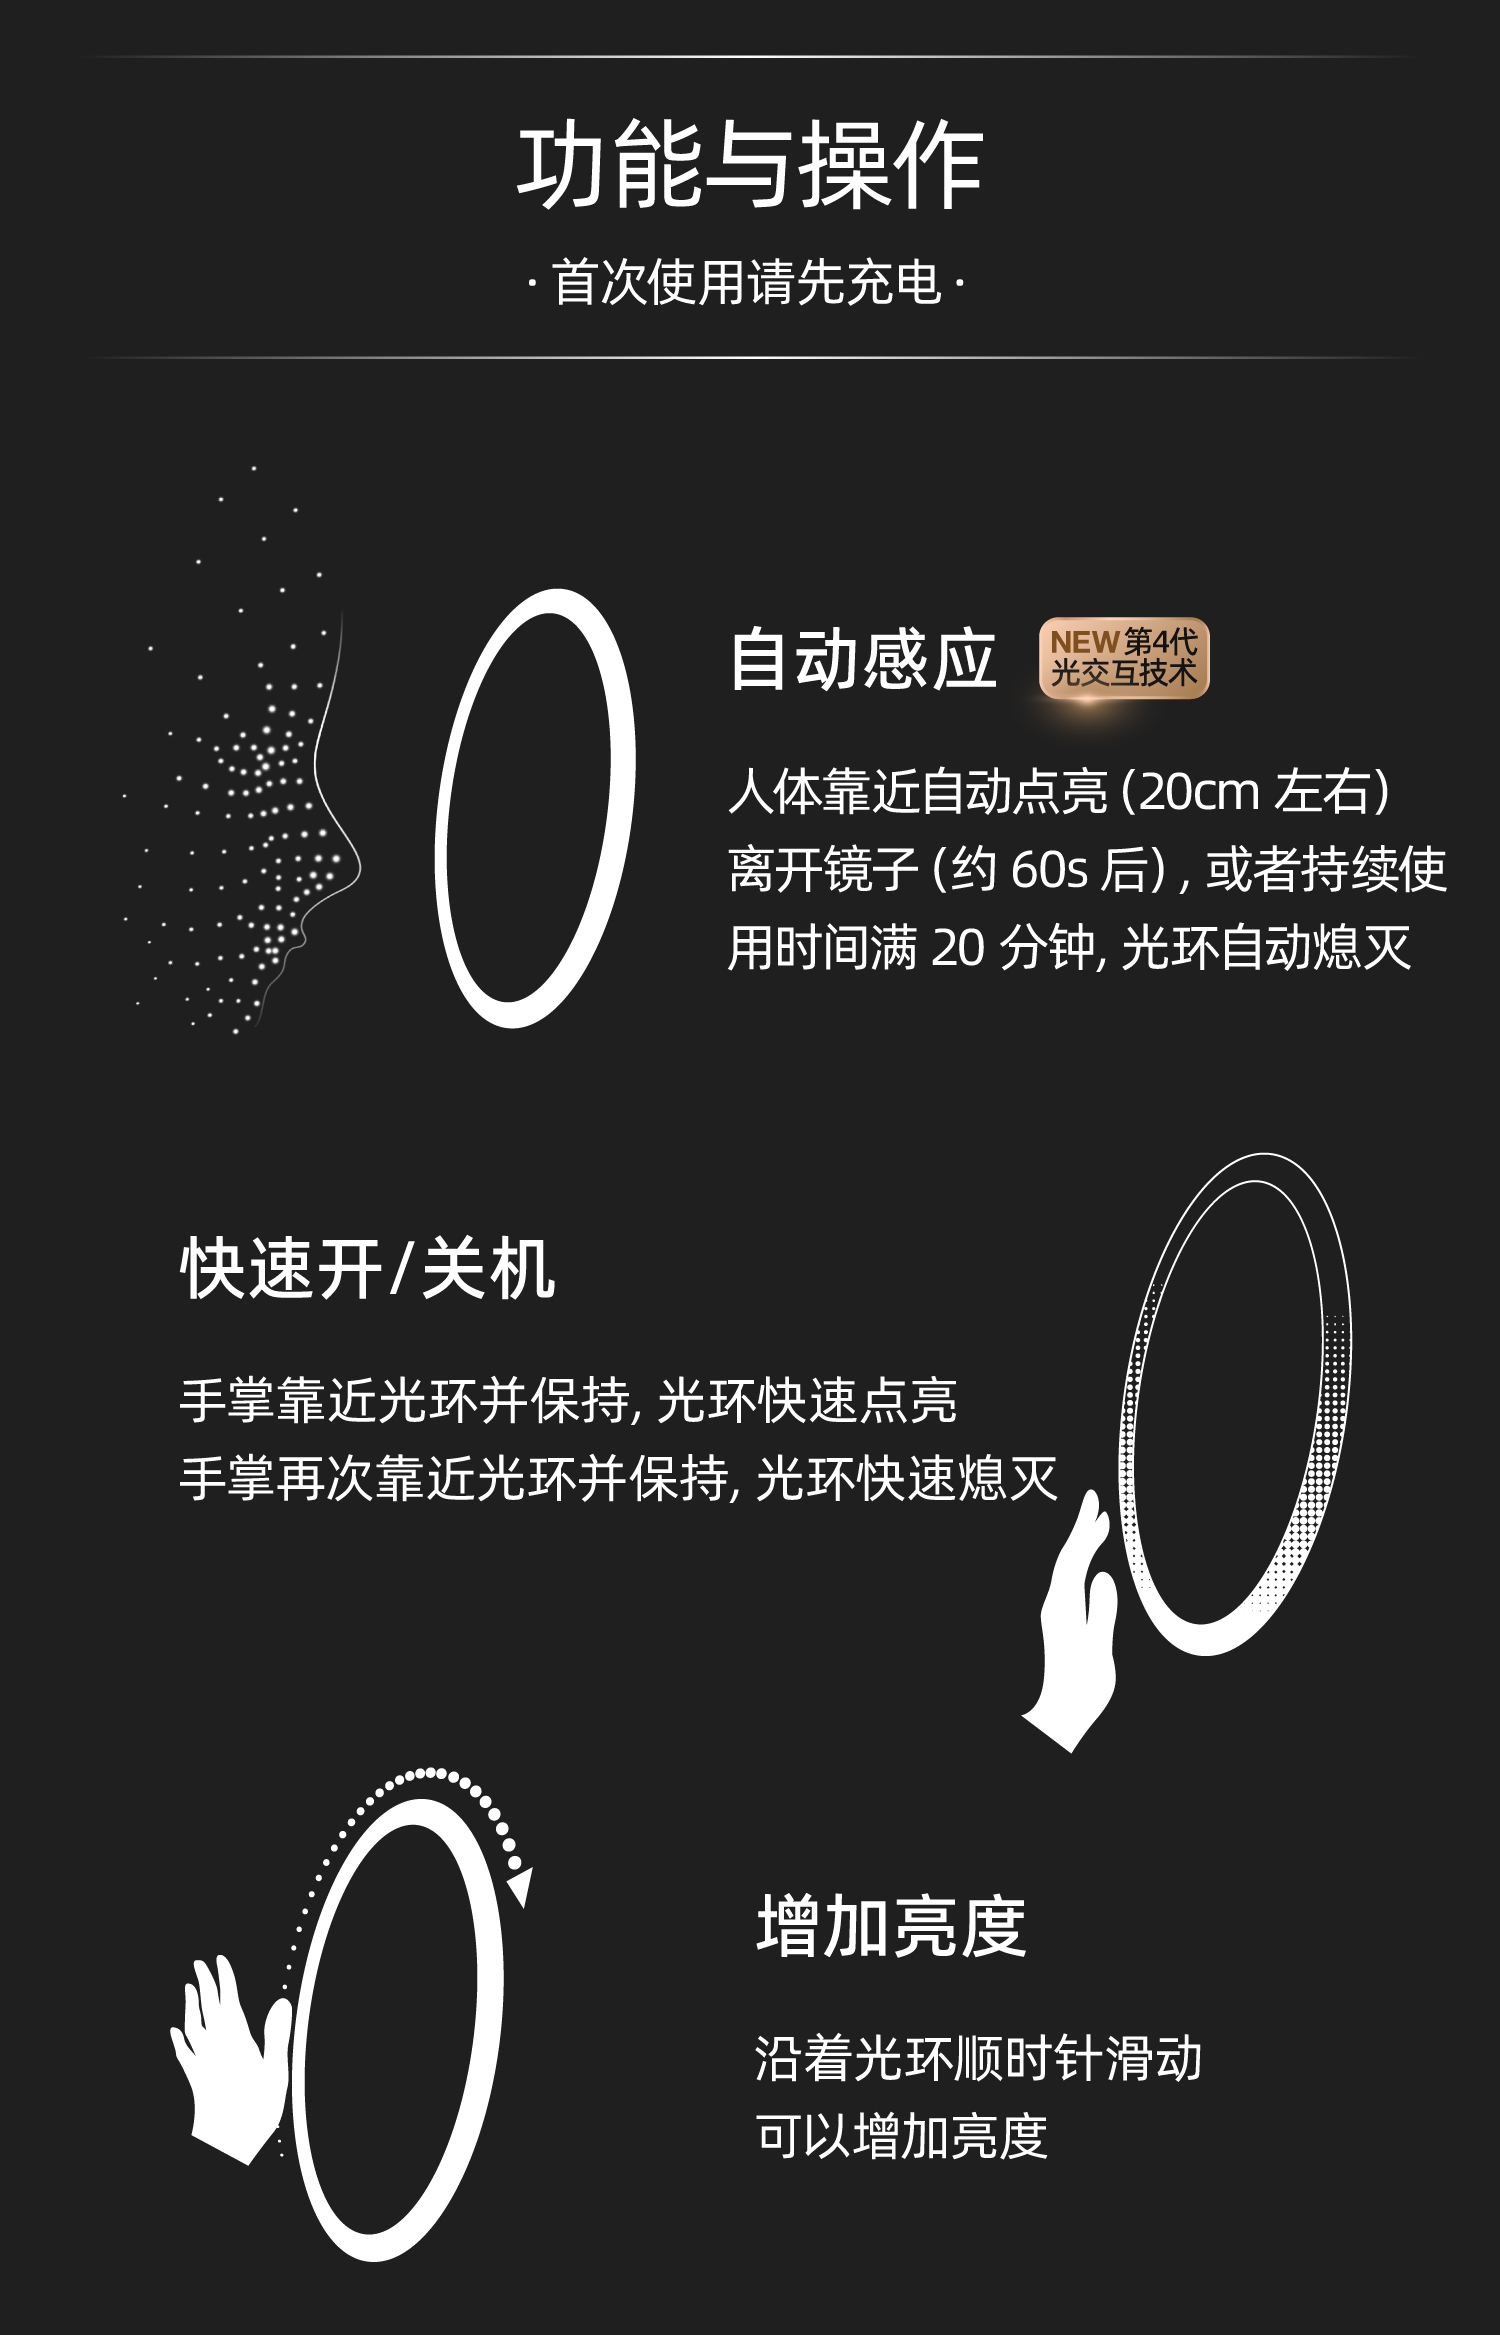 功能与操作
· 首次使用请先充电 ·
自动感应
NEW 第4代
光交互技术
人体靠近自动点亮 (20cm 左右)
离开镜子 (约 60s 后) , 或者持续使
用时间满 20 分钟, 光环自动熄灭
快速开/关机
手掌靠近光环并保持, 光环快速点亮
手掌再次靠近光环并保持, 光环快速熄灭
增加亮度
沿着光环顺时针滑动
可以增加亮度